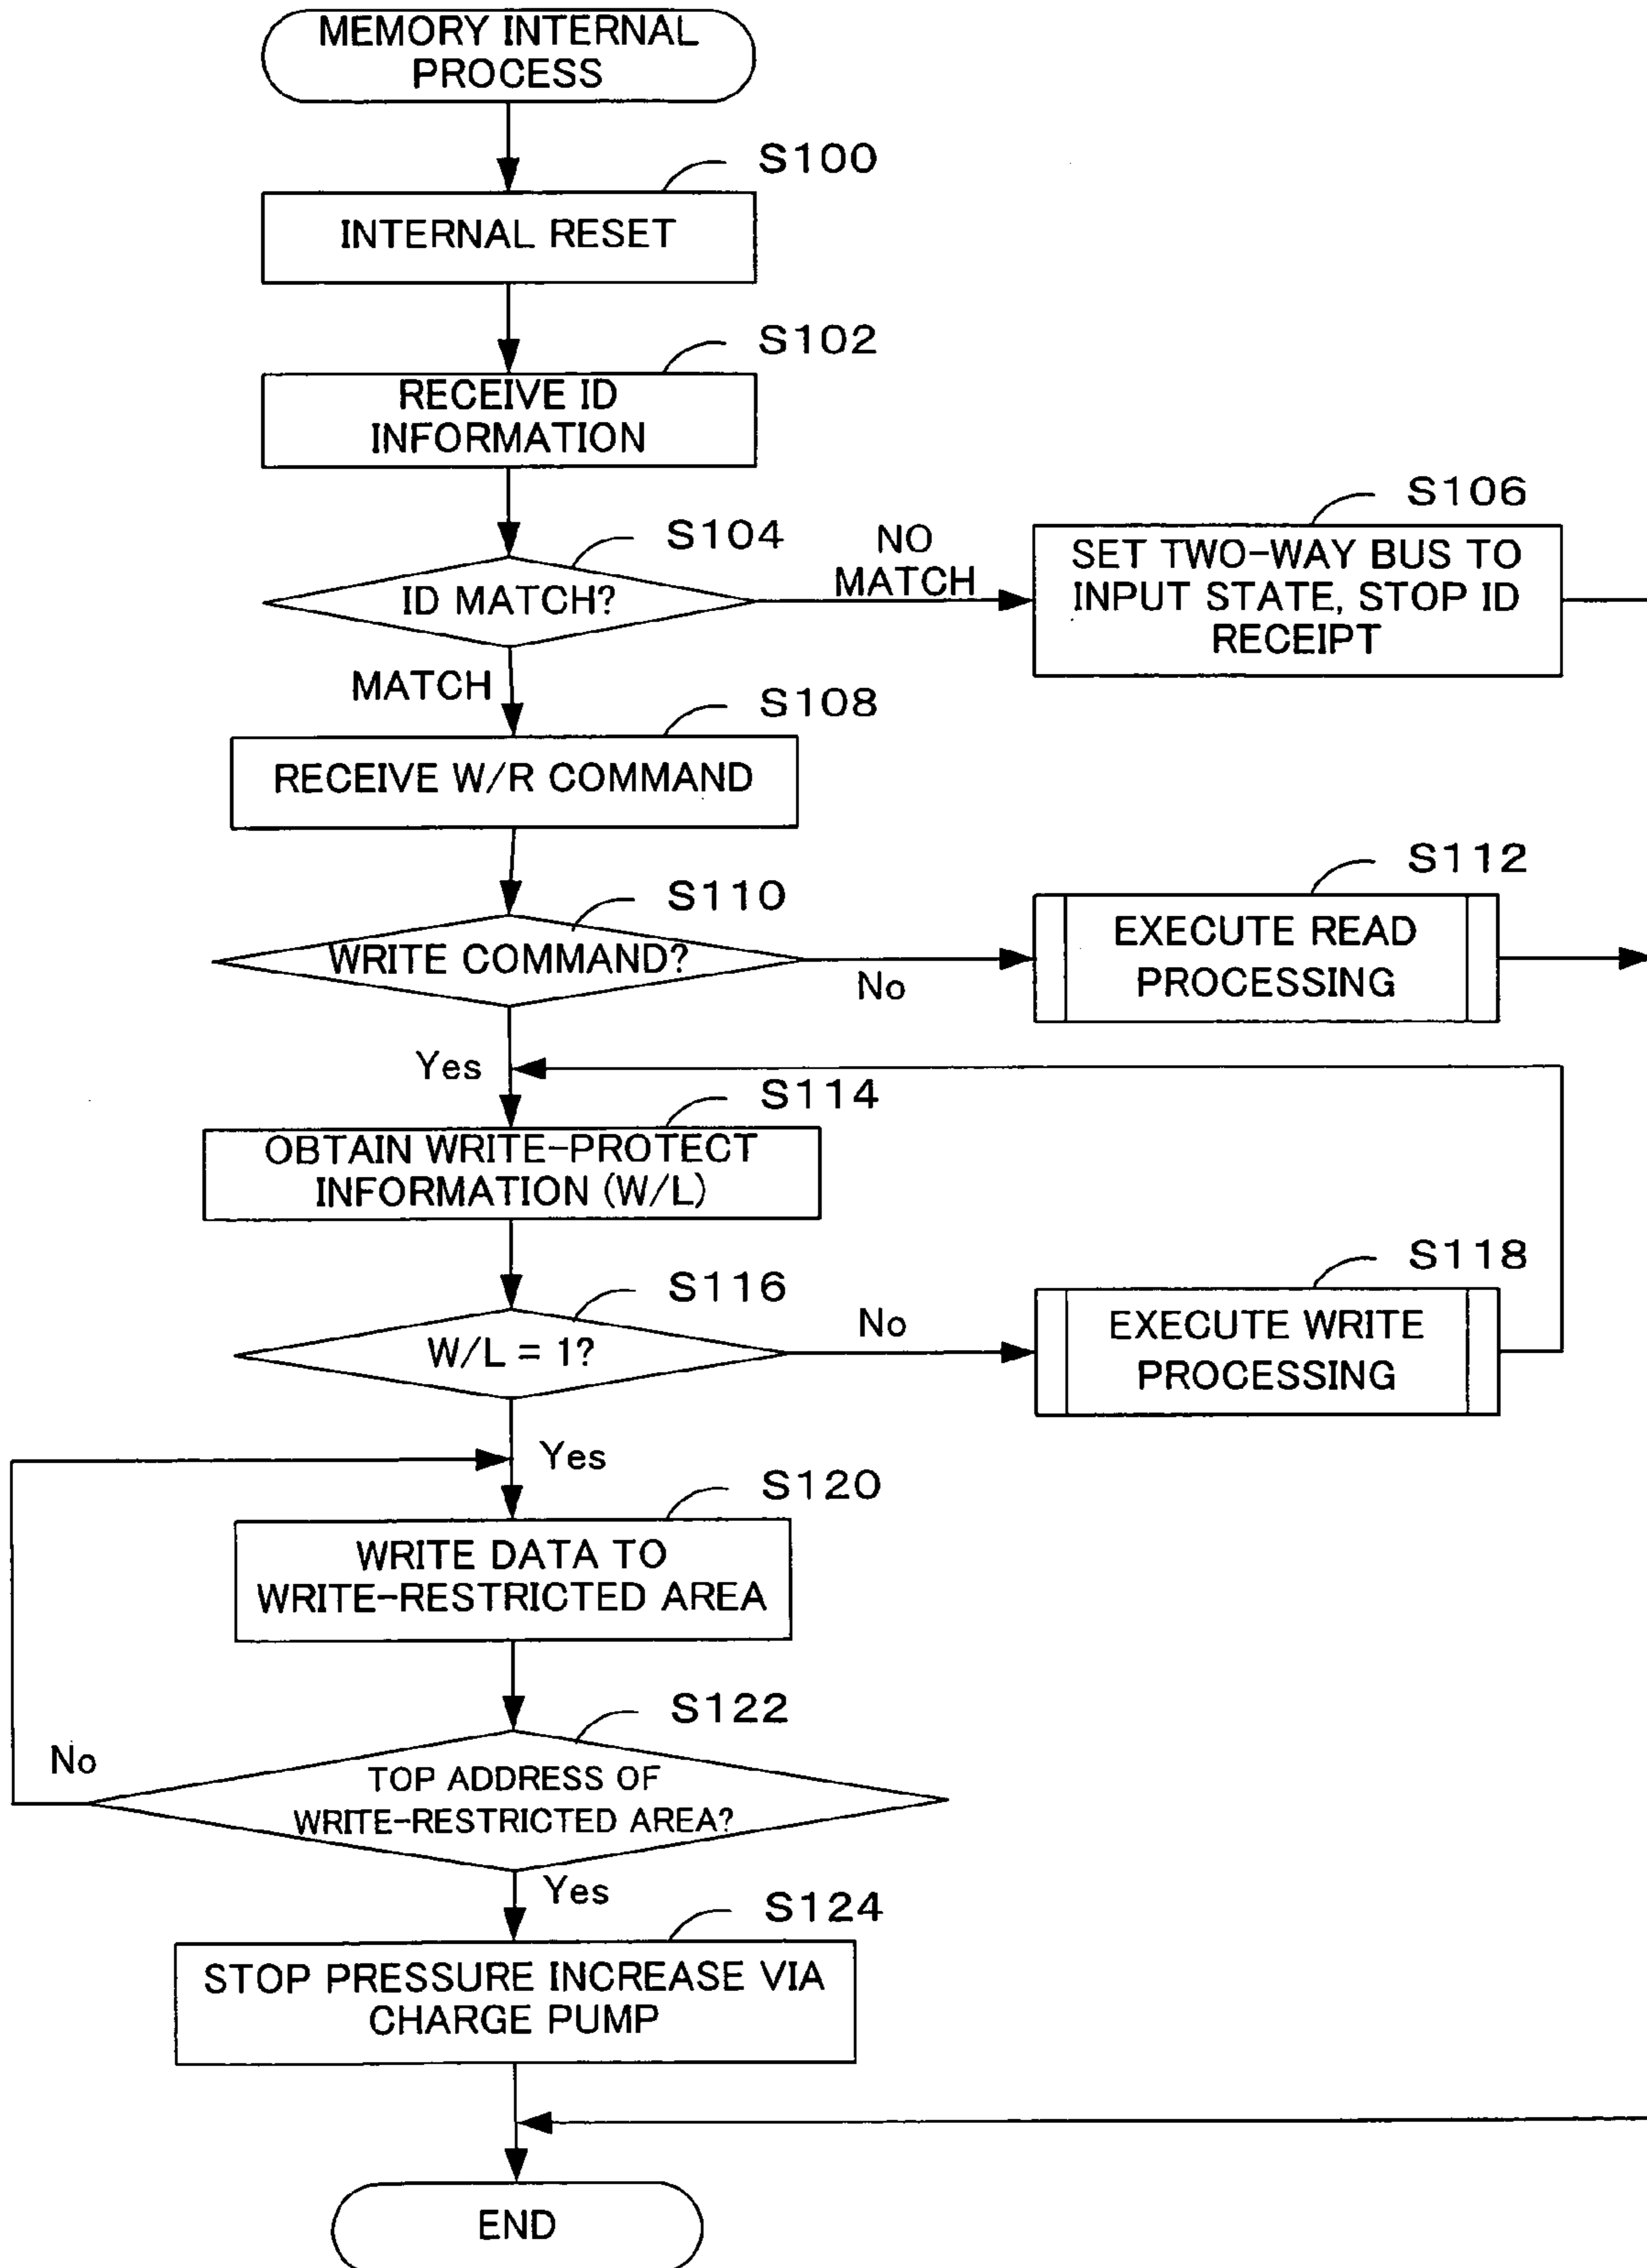 MEMORY INTERNAL
PROCESS
S100
INTERNAL RESET
S102
RECEIVE ID
INFORMATION
S104
ID MATCH?
NO
MATCH
S106
SET TWO-WAY BUS TO
INPUT STATE, STOP ID
RECEIPT
MATCH
S108
RECEIVE W/R COMMAND
S110
WRITE COMMAND?
No
S112
EXECUTE READ
PROCESSING
Yes
S114
OBTAIN WRITE-PROTECT
INFORMATION (W/L)
S116
W/L = 1?
No
S118
EXECUTE WRITE
PROCESSING
Yes
S120
WRITE DATA TO
WRITE-RESTRICTED AREA
S122
No
TOP ADDRESS OF
WRITE-RESTRICTED AREA?
Yes
S124
STOP PRESSURE INCREASE VIA
CHARGE PUMP
END